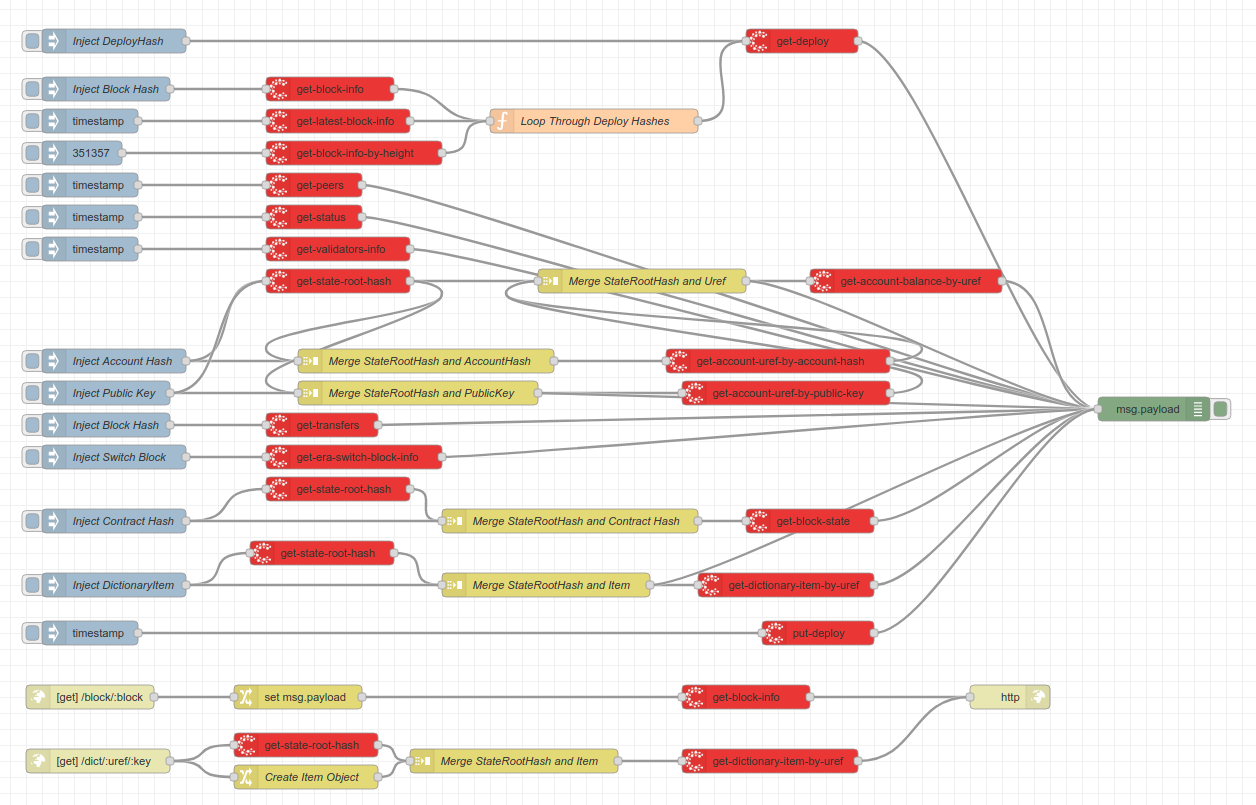 Inject DeployHash
get-deploy
Inject Block Hash
get-block-info
timestamp
get-latest-block-info
Loop Through Deploy Hashes
351357
get-block-info-by-height
timestamp
get-peers
timestamp
get-status
timestamp
get-validators-info
get-state-root-hash
Merge StateRootHash and Uref
get-account-balance-by-uref
Inject Account Hash
Merge StateRootHash and AccountHash
get-account-uref-by-account-hash
Inject Public Key
Merge StateRootHash and PublicKey
get-account-uref-by-public-key
msg.payload
Inject Block Hash
get-transfers
Inject Switch Block
get-era-switch-block-info
get-state-root-hash
Inject Contract Hash
Merge StateRootHash and Contract Hash
get-block-state
get-state-root-hash
Inject DictionaryItem
Merge StateRootHash and Item
get-dictionary-item-by-uref
timestamp
put-deploy
[get] /block/:block
set msg.payload
get-block-info
http
get-state-root-hash
[get] /dict/:uref/:key
Merge StateRootHash and Item
get-dictionary-item-by-uref
Create Item Object